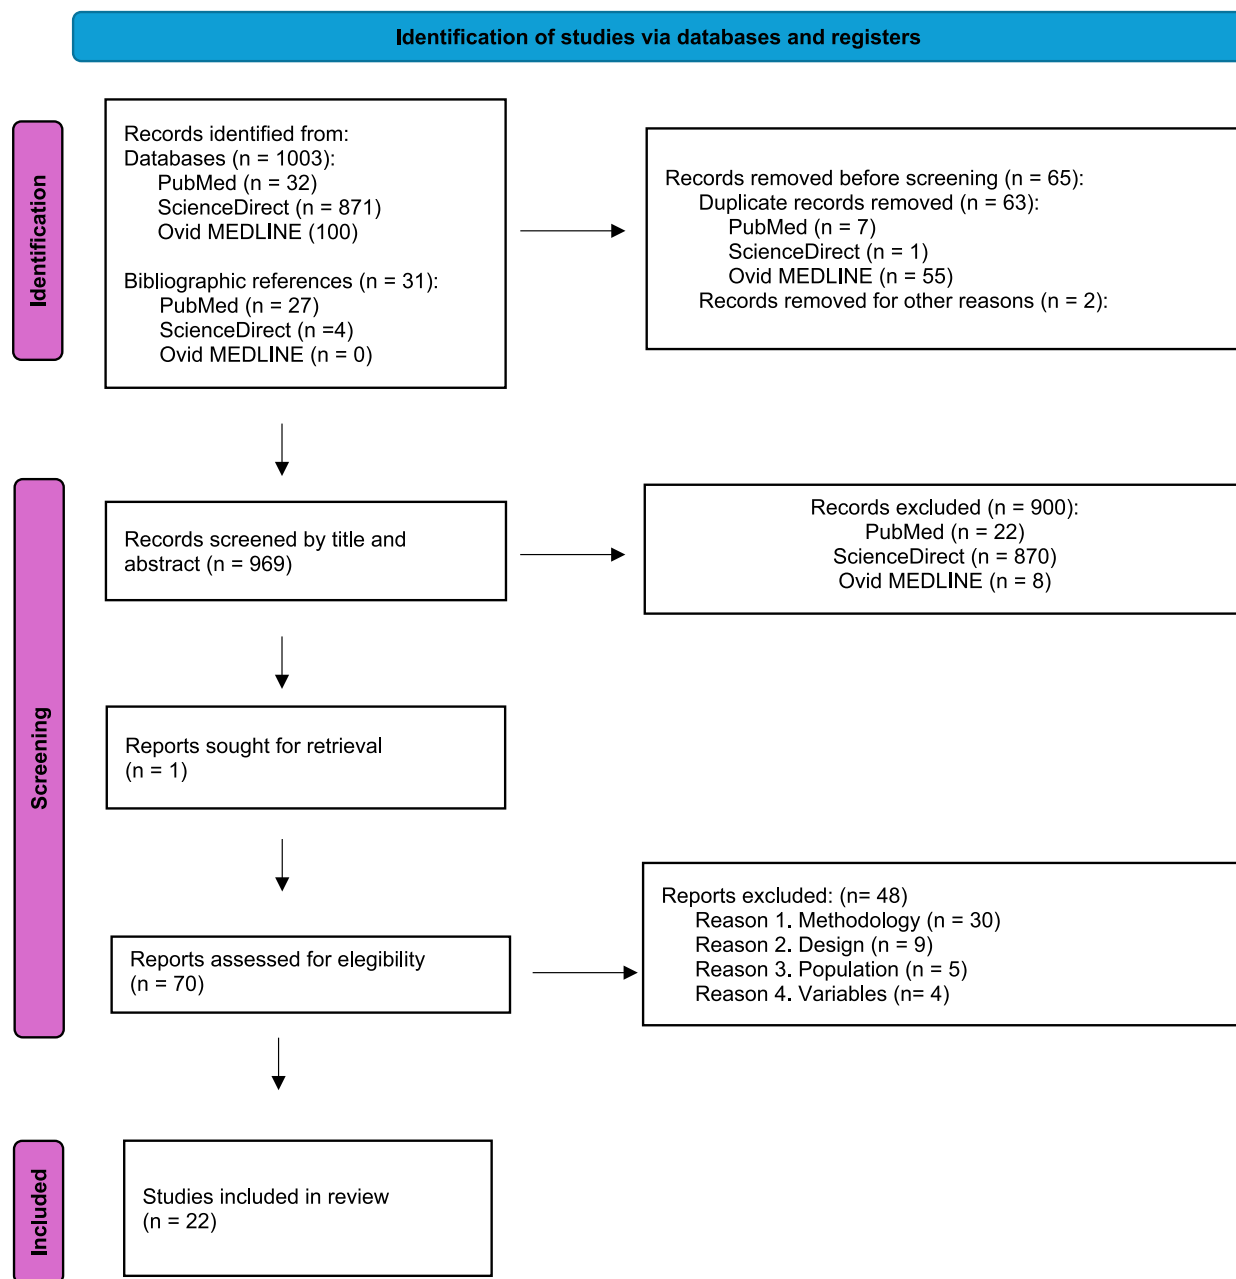 Identification of studies via databases and registers
Identification
Records identified from:
Databases (n = 1003):
PubMed (n = 32)
ScienceDirect (n = 871)
Ovid MEDLINE (100)
Bibliographic references (n = 31):
PubMed (n = 27)
ScienceDirect (n =4)
Ovid MEDLINE (n = 0)
Records removed before screening (n = 65):
Duplicate records removed (n = 63):
PubMed (n = 7)
ScienceDirect (n = 1)
Ovid MEDLINE (n = 55)
Records removed for other reasons (n = 2):
Screening
Records screened by title and
abstract (n = 969)
Records excluded (n = 900):
PubMed (n = 22)
ScienceDirect (n = 870)
Ovid MEDLINE (n = 8)
Reports sought for retrieval
(n = 1)
Reports assessed for elegibility
(n = 70)
Reports excluded: (n= 48)
Reason 1. Methodology (n = 30)
Reason 2. Design (n = 9)
Reason 3. Population (n = 5)
Reason 4. Variables (n= 4)
Included
Studies included in review
(n = 22)